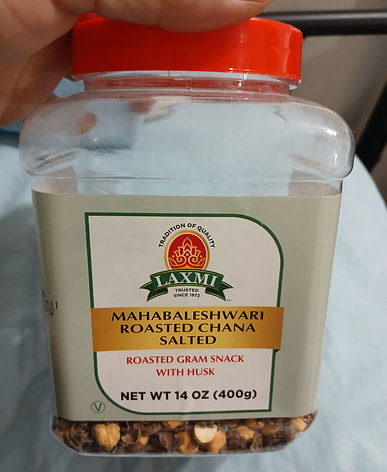 TRADITION OF QUALITY
LAXMI
TRUSTED
SINCE 1972
MAHABALESHWARI
ROASTED CHANA
SALTED
ROASTED GRAM SNACK
WITH HUSK
NET WT 14 OZ (400g)
V